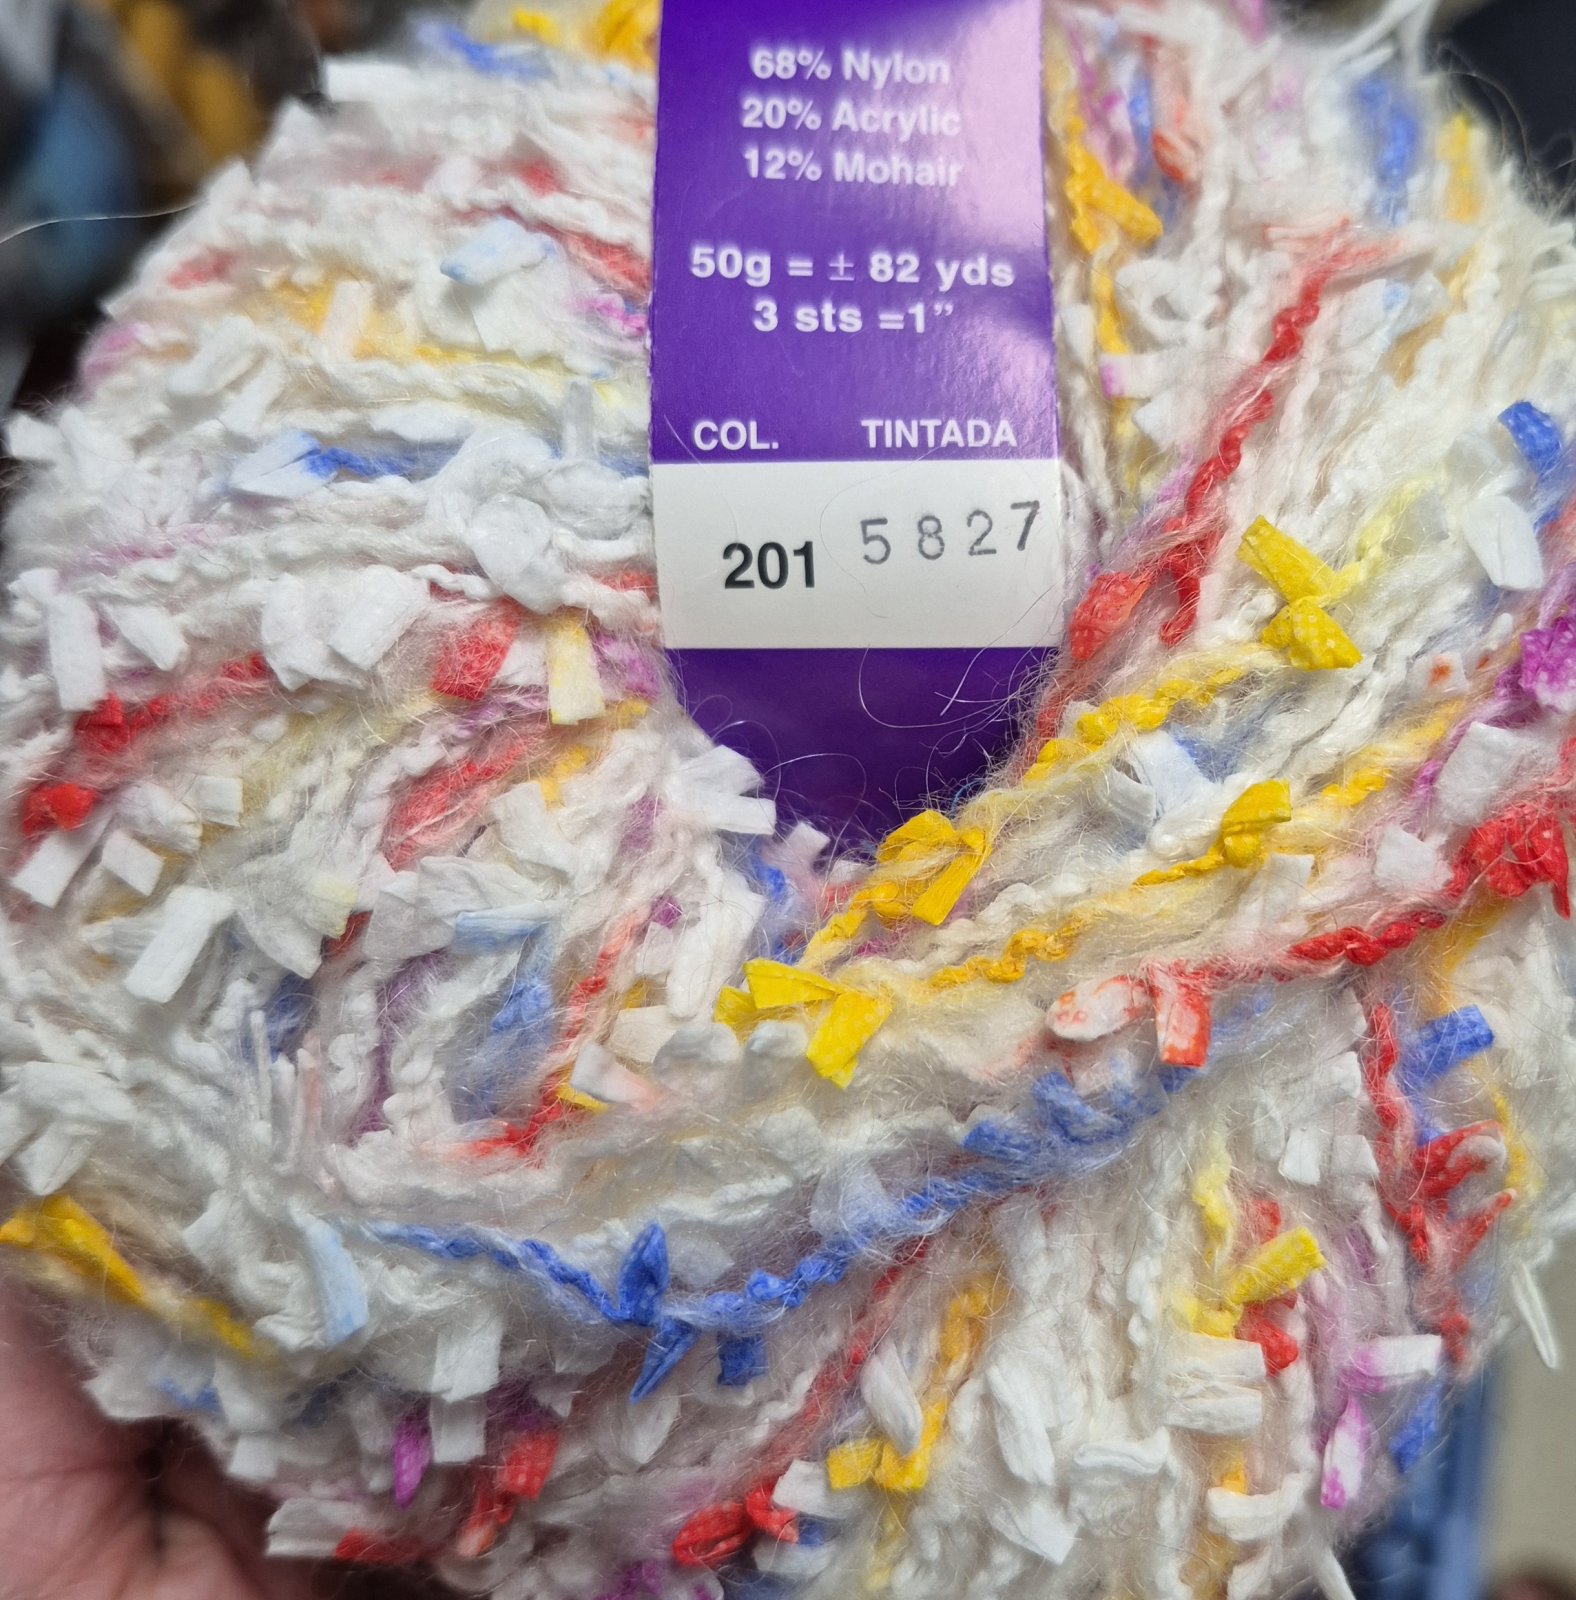 68% Nylon
20% Acrylic
12% Mohair
50g = ± 82 yds
3 sts =1”
COL. TINTADA
201 5827